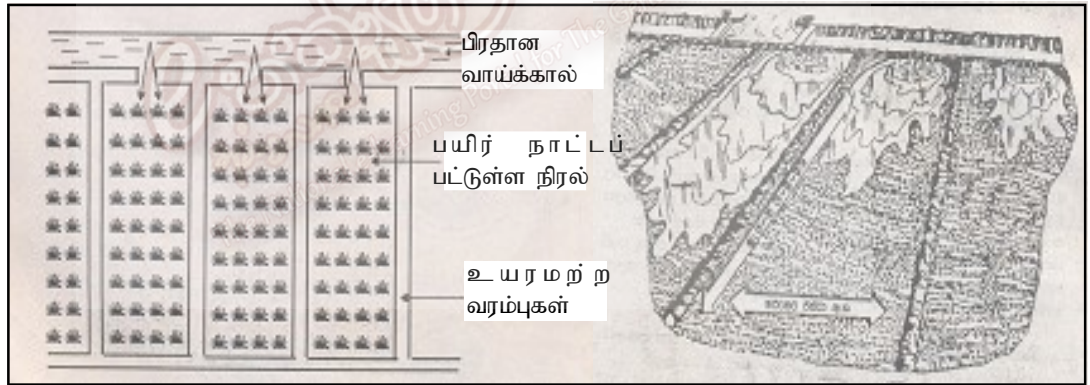 பிரதான
வாய்க்கால்
பயிர் நாட்டப்
பட்டுள்ள நிரல்
உயரமற்ற
வரம்புகள்